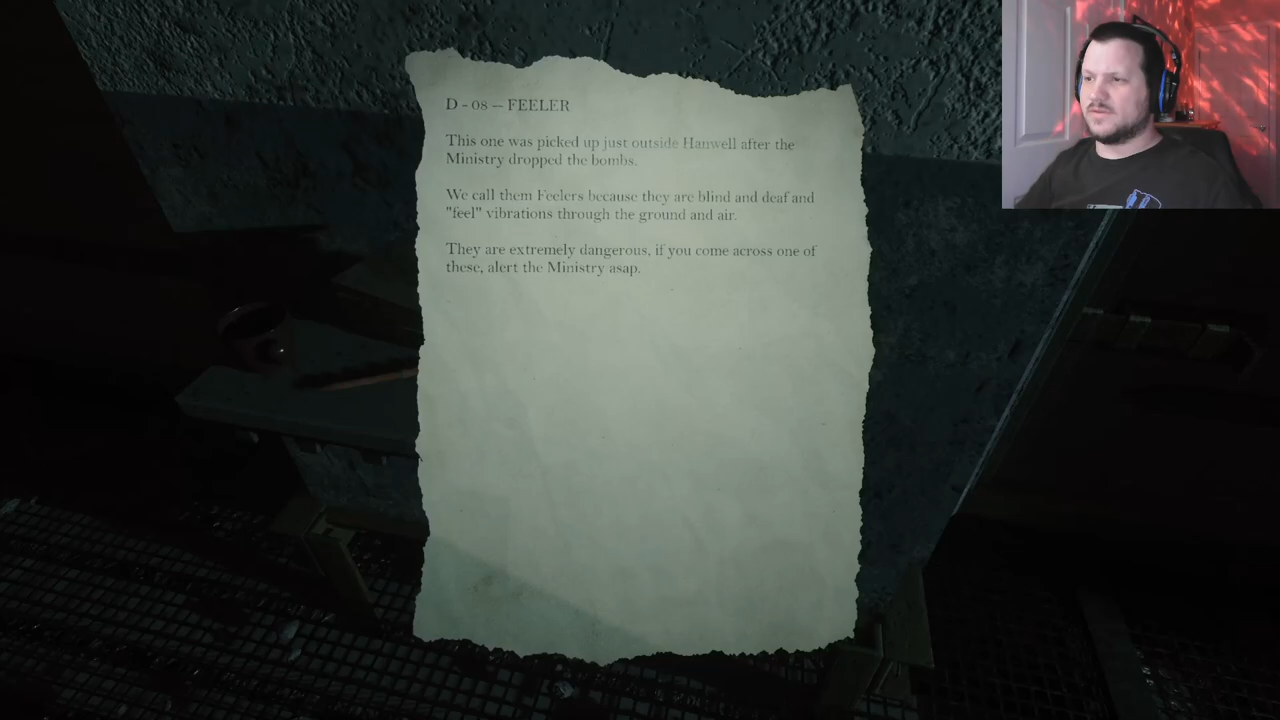 D - 08 – FEELER
This one was picked up just outside Hanwell after the
Ministry dropped the bombs.
We call them Feelers because they are blind and deaf and
"feel" vibrations through the ground and air.
They are extremely dangerous, if you come across one of
these, alert the Ministry asap.